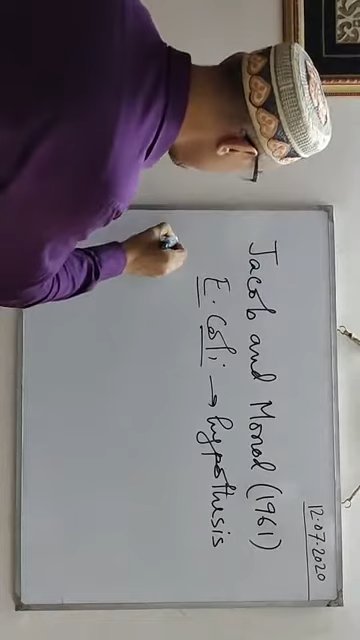 12.07.2020
Jacob and Monod (1961)
E. Coli → hypothesis